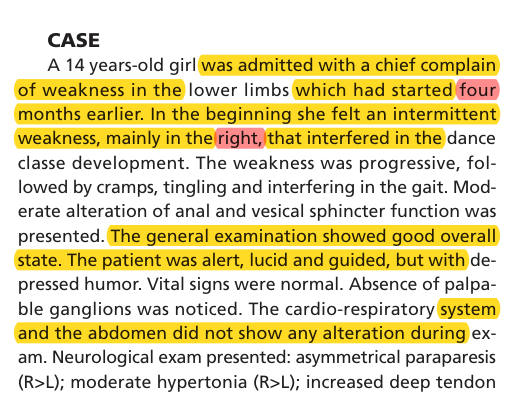 CASE
A 14 years-old girl was admitted with a chief complain
of weakness in the lower limbs which had started four
months earlier. In the beginning she felt an intermittent
weakness, mainly in the right, that interfered in the dance
classe development. The weakness was progressive, fol-
lowed by cramps, tingling and interfering in the gait. Mod-
erate alteration of anal and vesical sphincter function was
presented. The general examination showed good overall
state. The patient was alert, lucid and guided, but with de-
pressed humor. Vital signs were normal. Absence of palpa-
ble ganglions was noticed. The cardio-respiratory system
and the abdomen did not show any alteration during ex-
am. Neurological exam presented: asymmetrical paraparesis
(R>L); moderate hypertonia (R>L); increased deep tendon